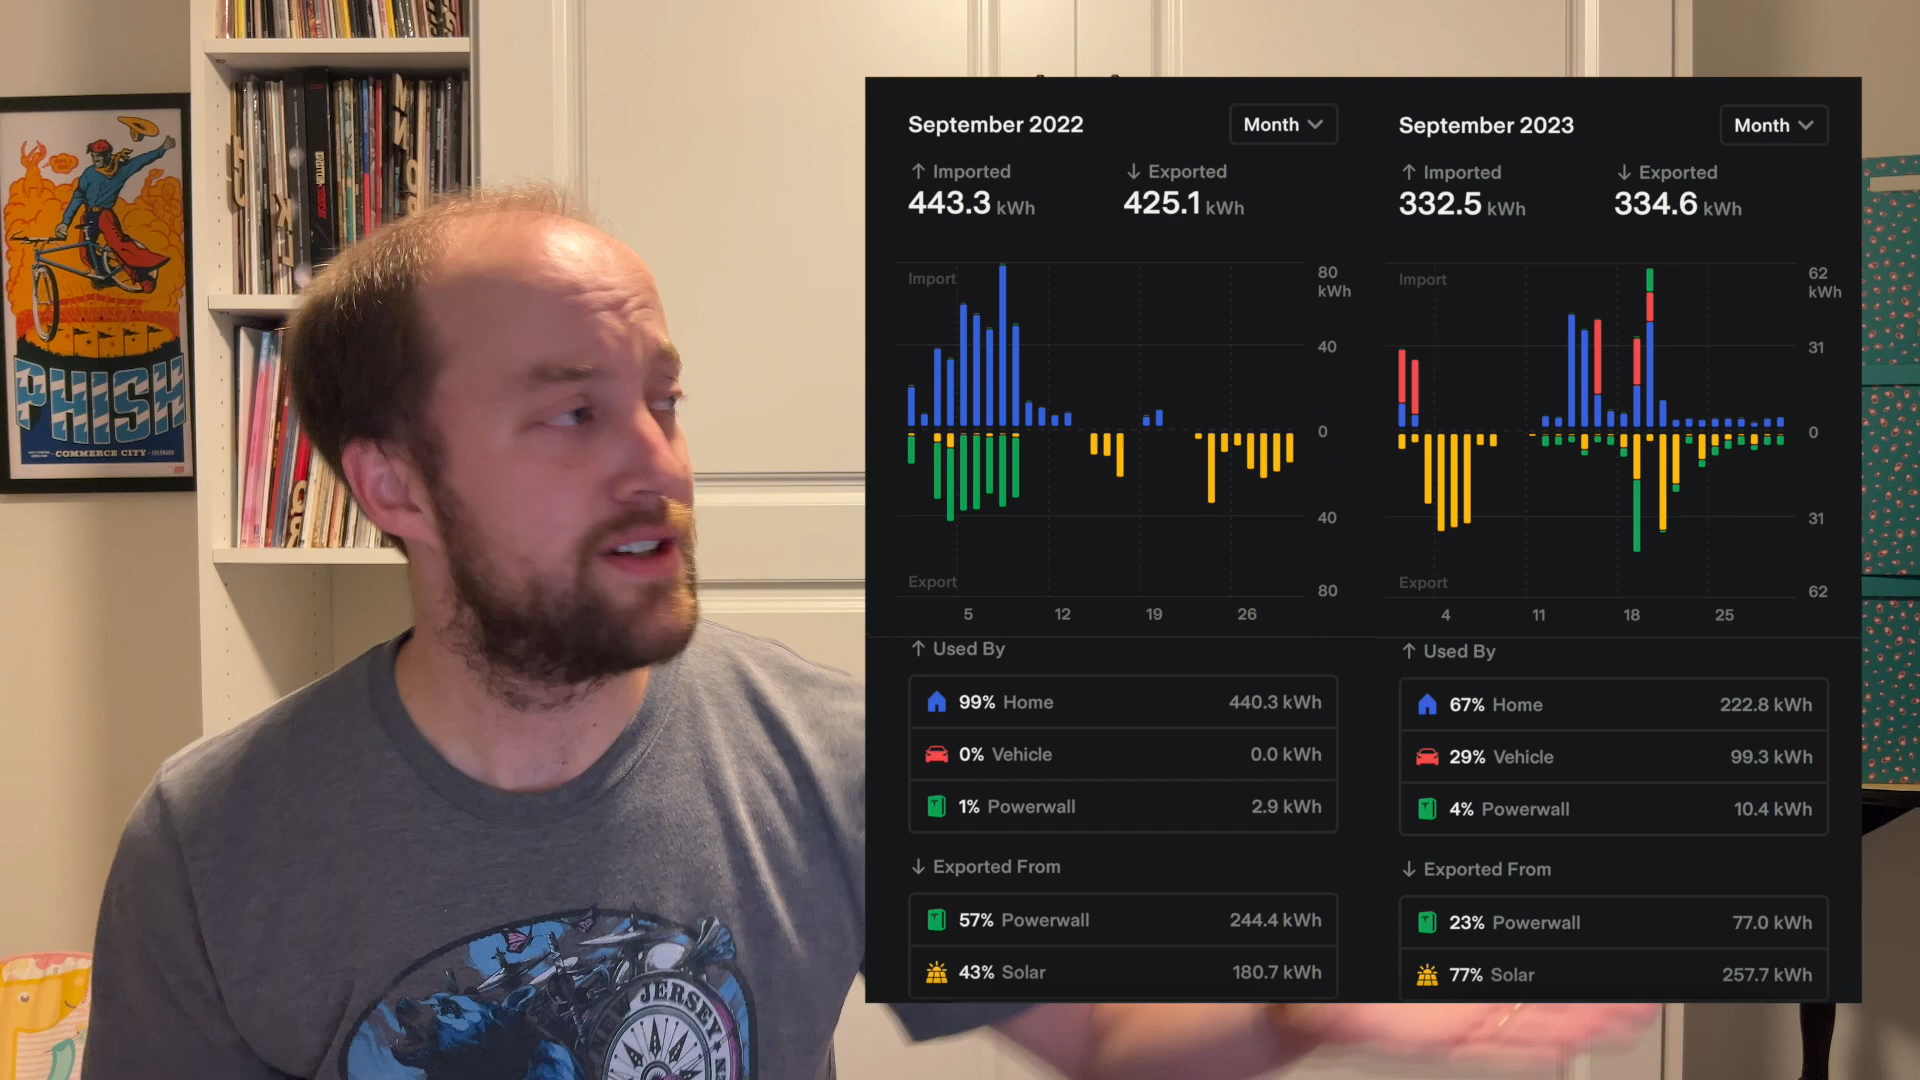 PHISH
COMMERCE CITY • COLORADO
JERSEY
September 2022
Month
Imported
Exported
443.3 kWh
425.1 kWh
Import
80
kWh
40
0
40
Export
80
5
12
19
26
Used By
99% Home
440.3 kWh
0% Vehicle
0.0 kWh
1% Powerwall
2.9 kWh
Exported From
57% Powerwall
244.4 kWh
43% Solar
180.7 kWh
September 2023
Month
Imported
Exported
332.5 kWh
334.6 kWh
Import
62
kWh
31
0
31
Export
62
4
11
18
25
Used By
67% Home
222.8 kWh
29% Vehicle
99.3 kWh
4% Powerwall
10.4 kWh
Exported From
23% Powerwall
77.0 kWh
77% Solar
257.7 kWh